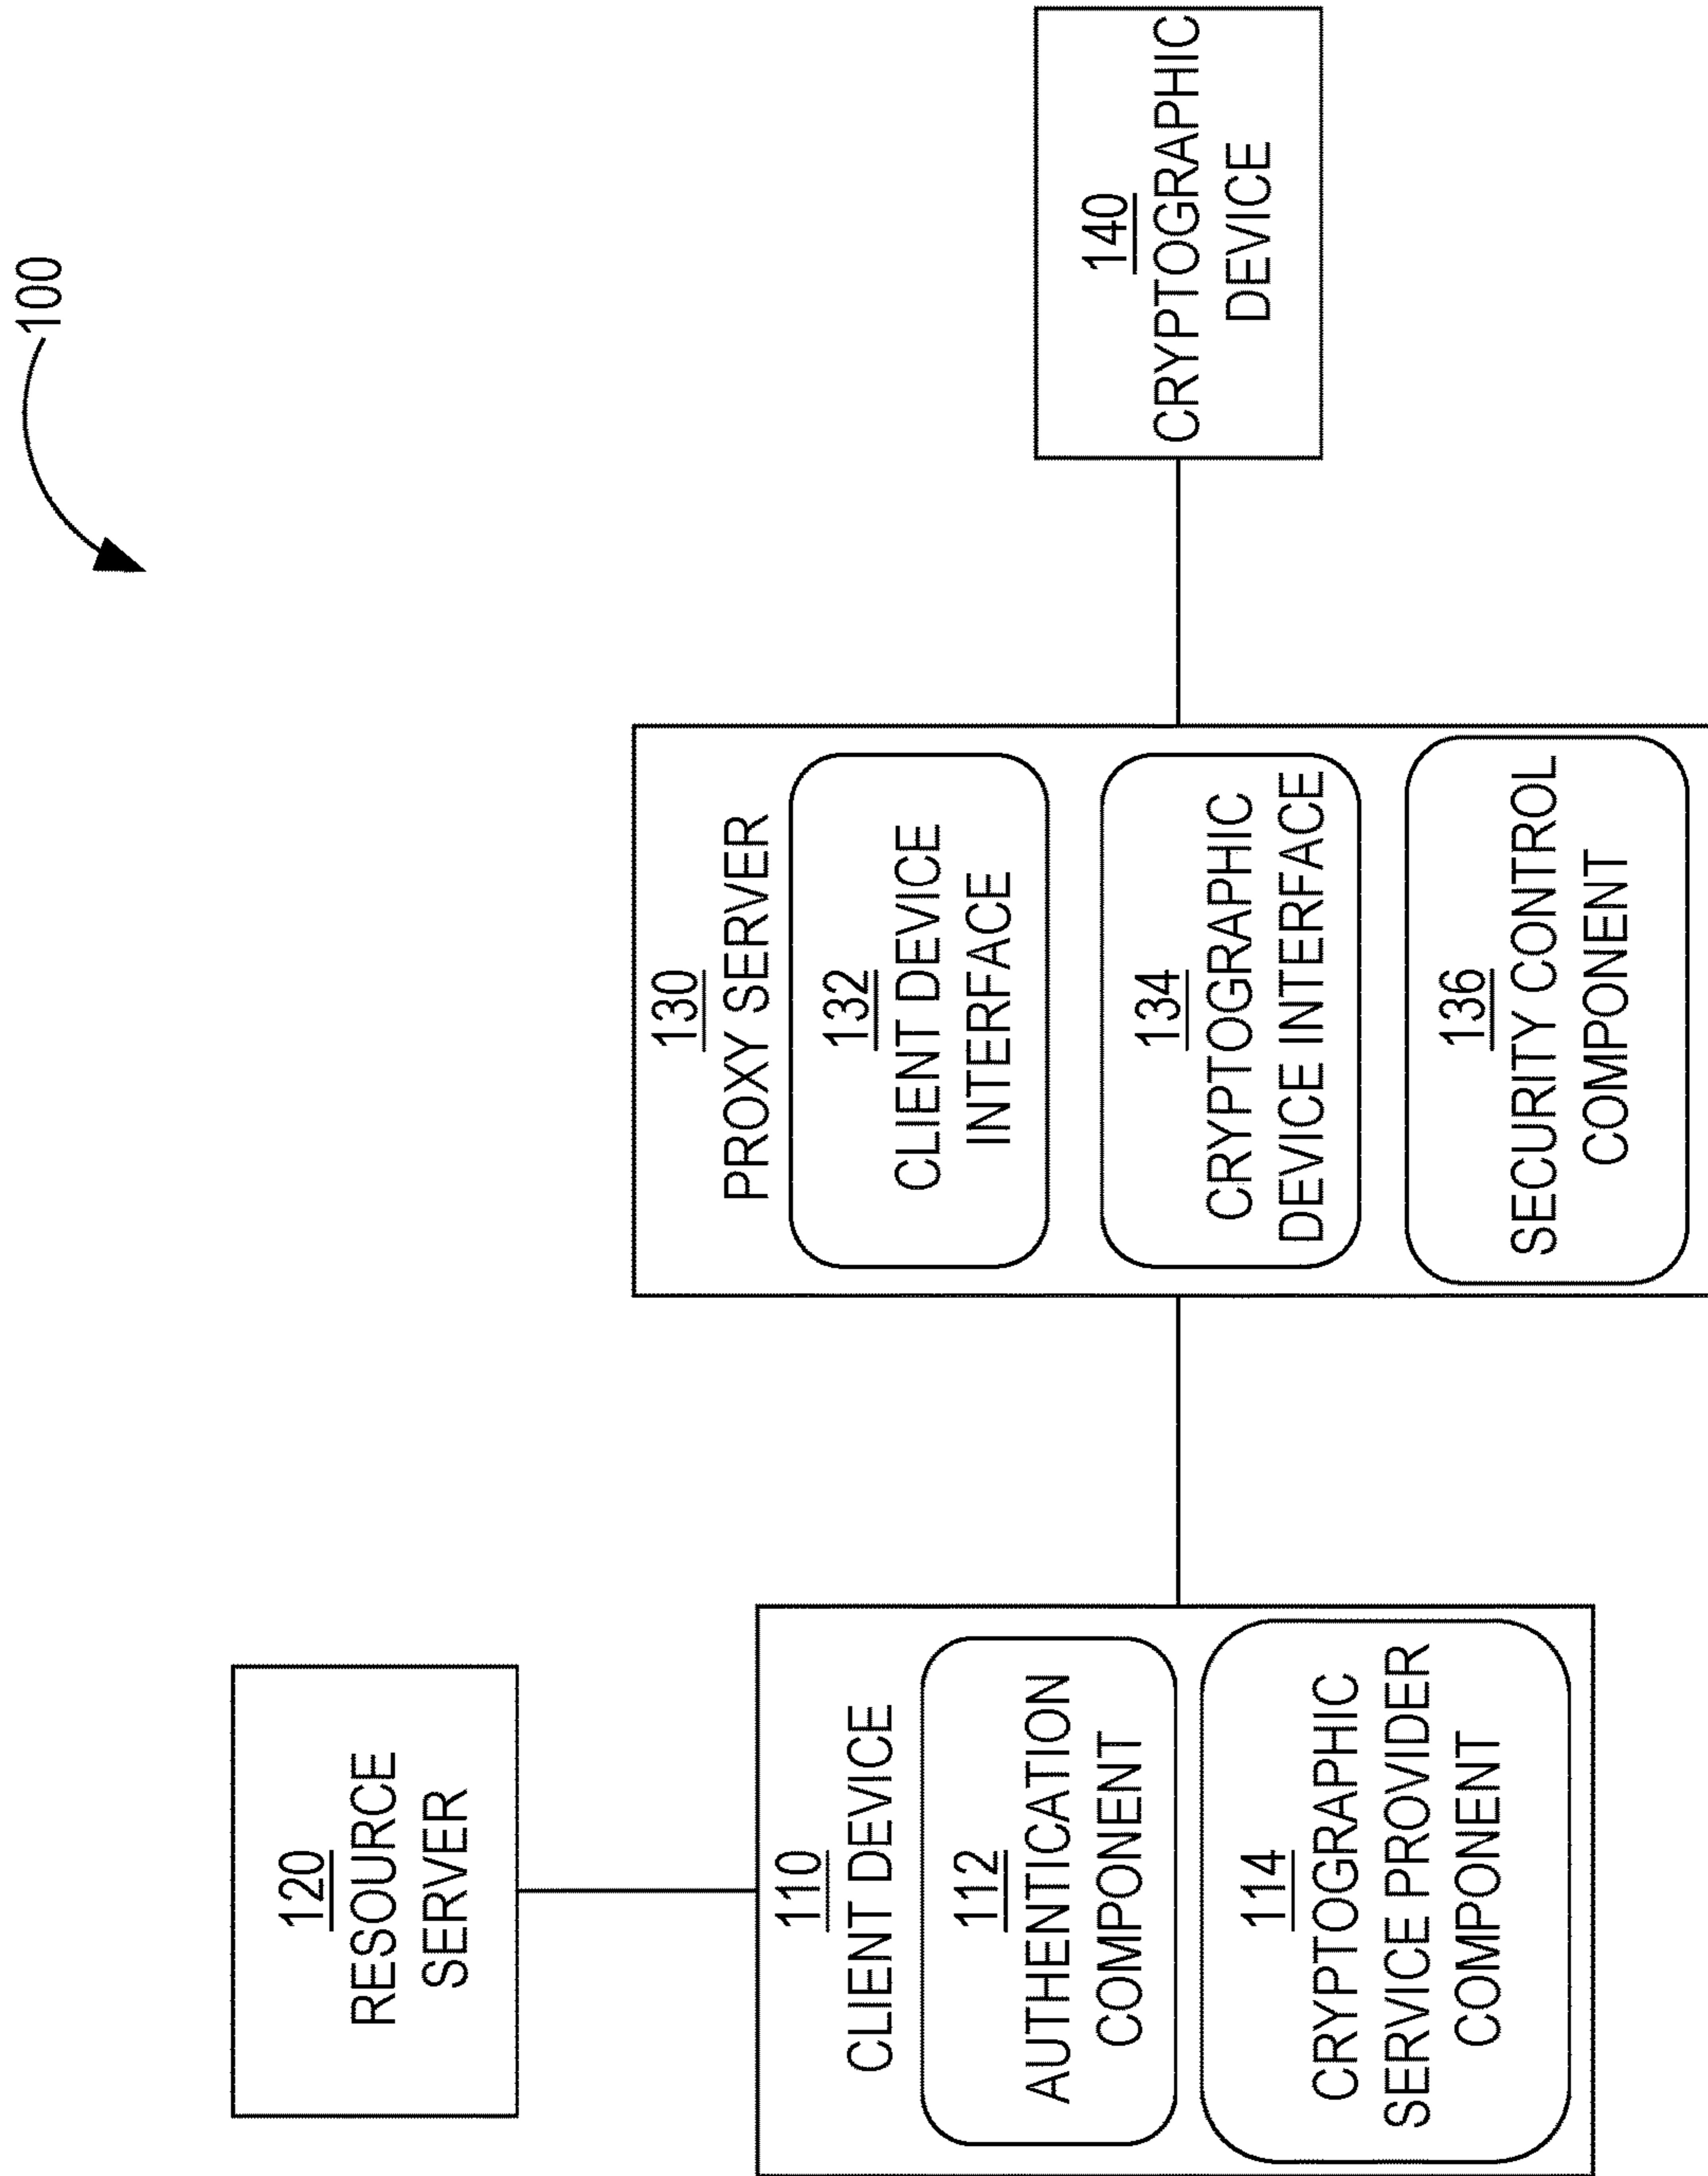 100
120
RESOURCE
SERVER
110
CLIENT DEVICE
112
AUTHENTICATION
COMPONENT
114
CRYPTOGRAPHIC
SERVICE PROVIDER
COMPONENT
130
PROXY SERVER
132
CLIENT DEVICE
INTERFACE
134
CRYPTOGRAPHIC
DEVICE INTERFACE
136
SECURITY CONTROL
COMPONENT
140
CRYPTOGRAPHIC
DEVICE